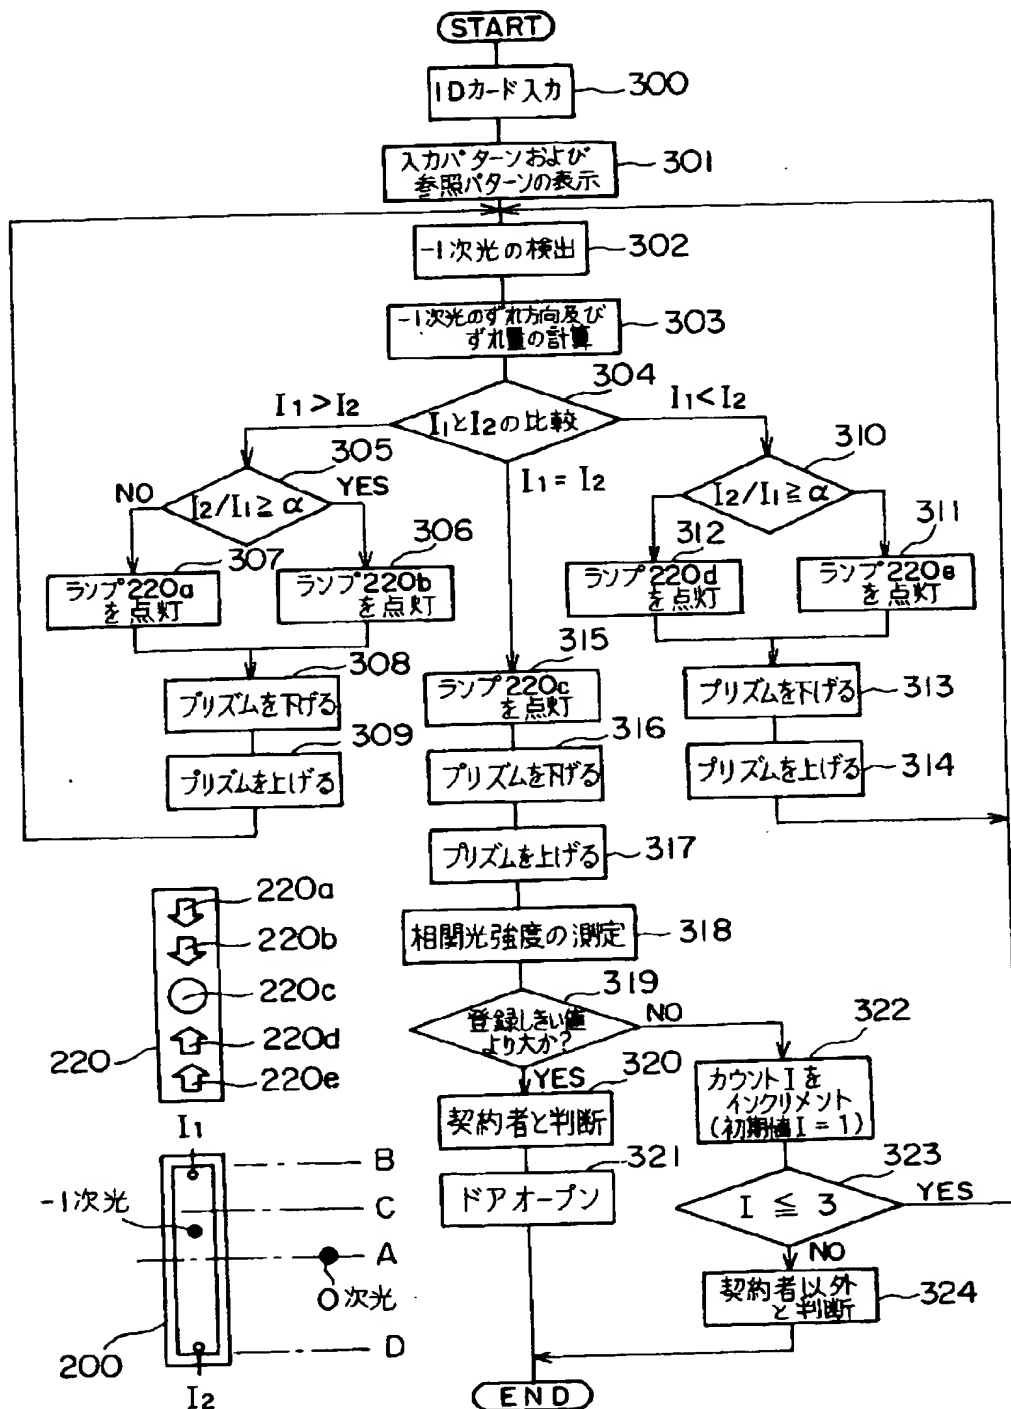 START
IDカード入力
300
入力パターンおよび
参照パターンの表示
301
-1次光の検出
302
-1次光のずれ方向及び
ずれ量の計算
303
304
I1>I2
I1とI2の比較
I1<I2
305
310
NO
I2/I1≧α
YES
I1=I2
I2/I1≧α
307
306
312
311
ランプ220a
を点灯
ランプ220b
を点灯
ランプ220d
を点灯
ランプ220e
を点灯
308
315
プリズムを下げる
ランプ220c
を点灯
プリズムを下げる
313
309
316
プリズムを上げる
プリズムを下げる
プリズムを上げる
314
プリズムを上げる
317
220a
220b
220c
220d
220e
220
相関光強度の測定
318
319
登録しきい値
より大か?
NO
YES
320
322
契約者と判断
カウントIを
インクリメント
(初期値I=1)
321
ドアオープン
323
I≦3
YES
NO
契約者以外
と判断
324
I1
B
-1次光
C
A
0次光
200
D
I2
END